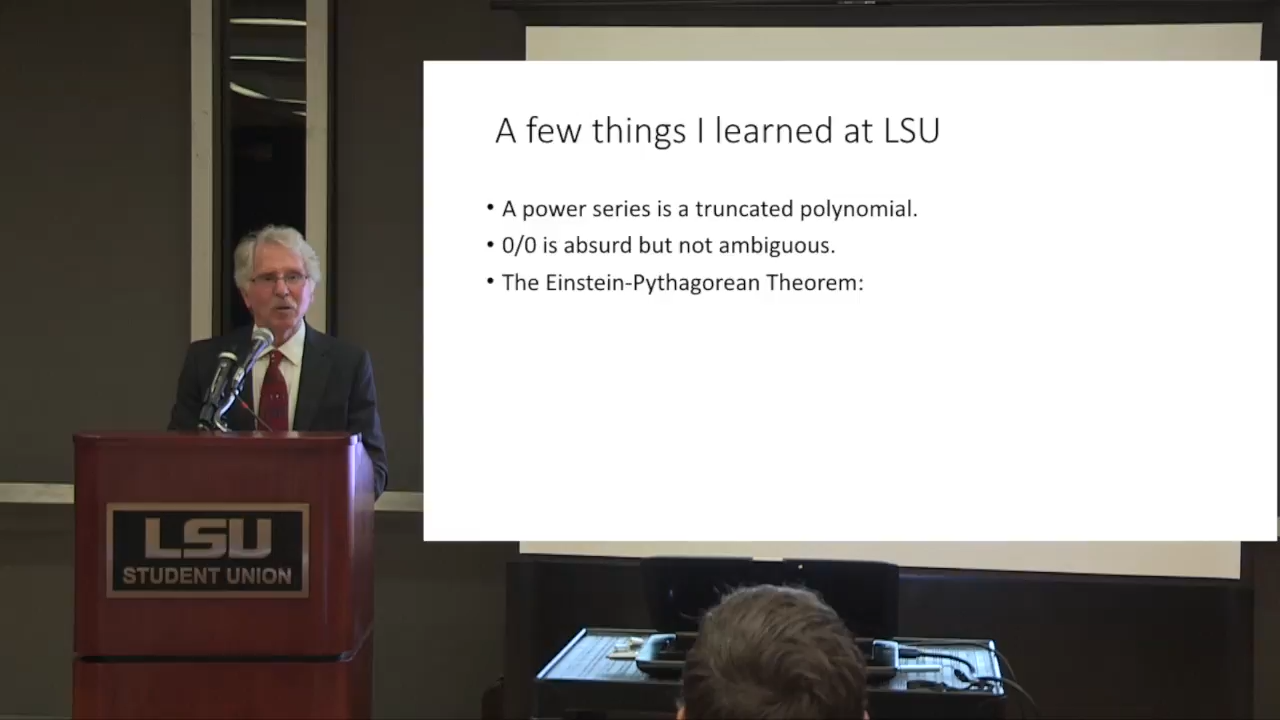 A few things I learned at LSU
• A power series is a truncated polynomial.
• 0/0 is absurd but not ambiguous.
• The Einstein-Pythagorean Theorem:
LSU
STUDENT UNION